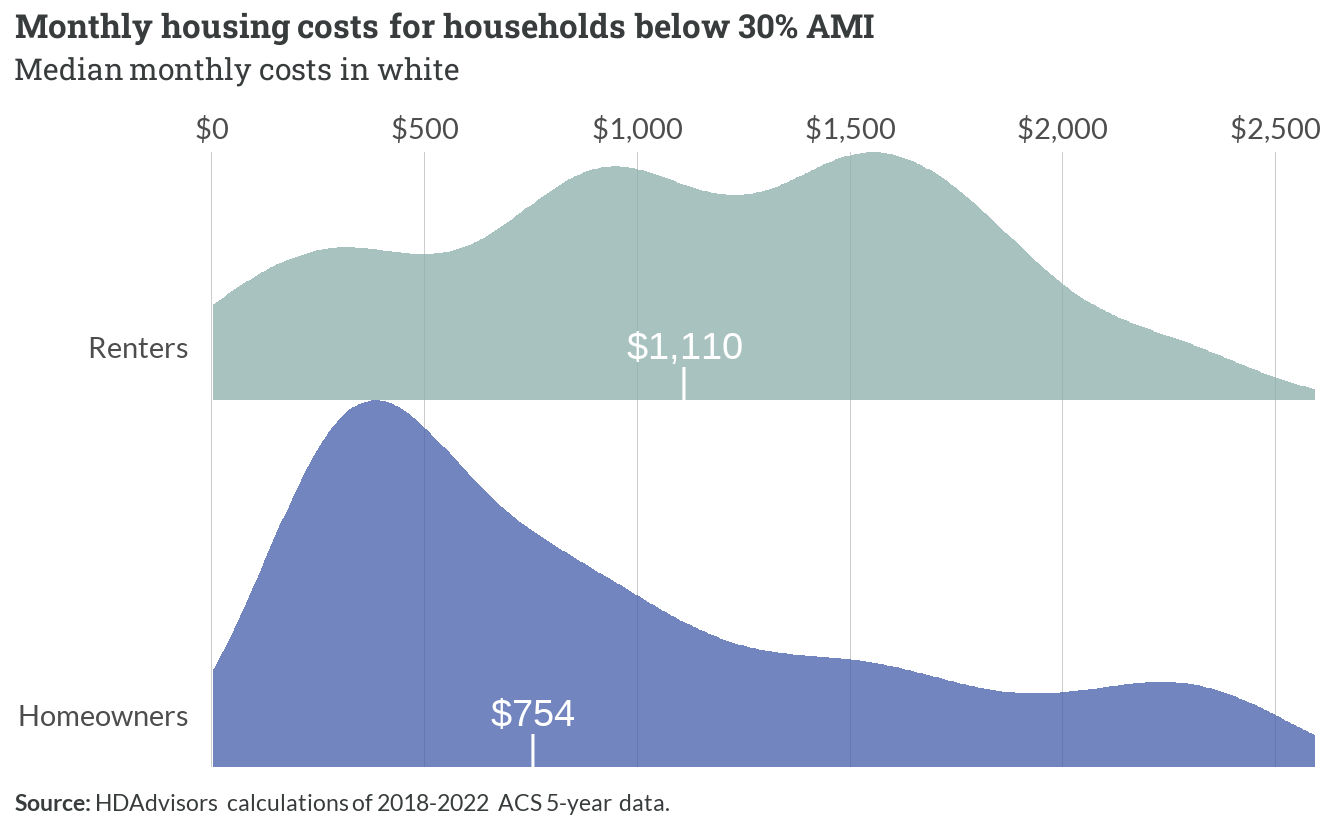 Monthly housing costs for households below 30% AMI
Median monthly costs in white
$0 $500 $1,000 $1,500 $2,000 $2,500
$1,110
Renters
$754
Homeowners
Source: HDAdvisors calculations of 2018-2022 ACS 5-year data.